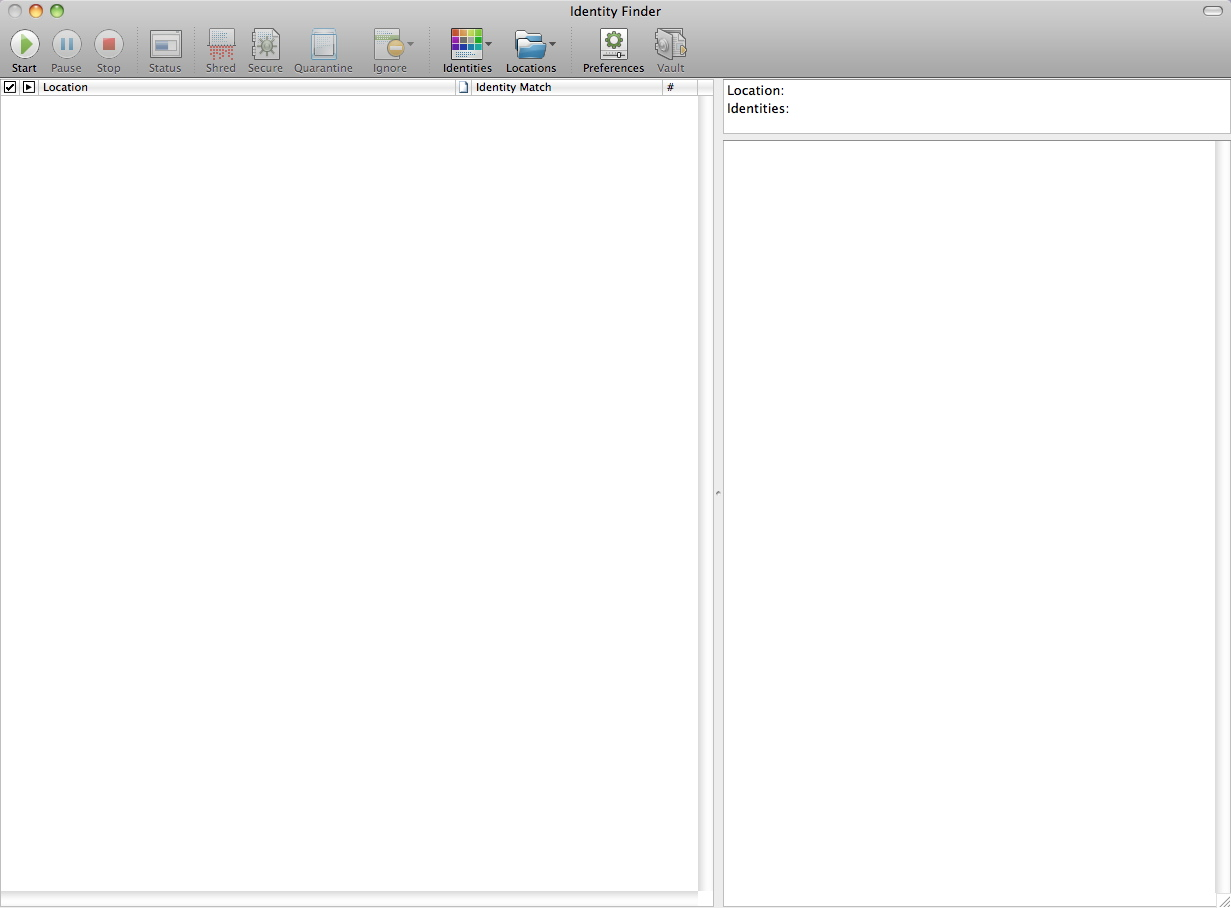 Identity Finder
Start Pause Stop Status Shred Secure Quarantine Ignore Identities Locations Preferences Vault
Location Identity Match #
Location:
Identities: